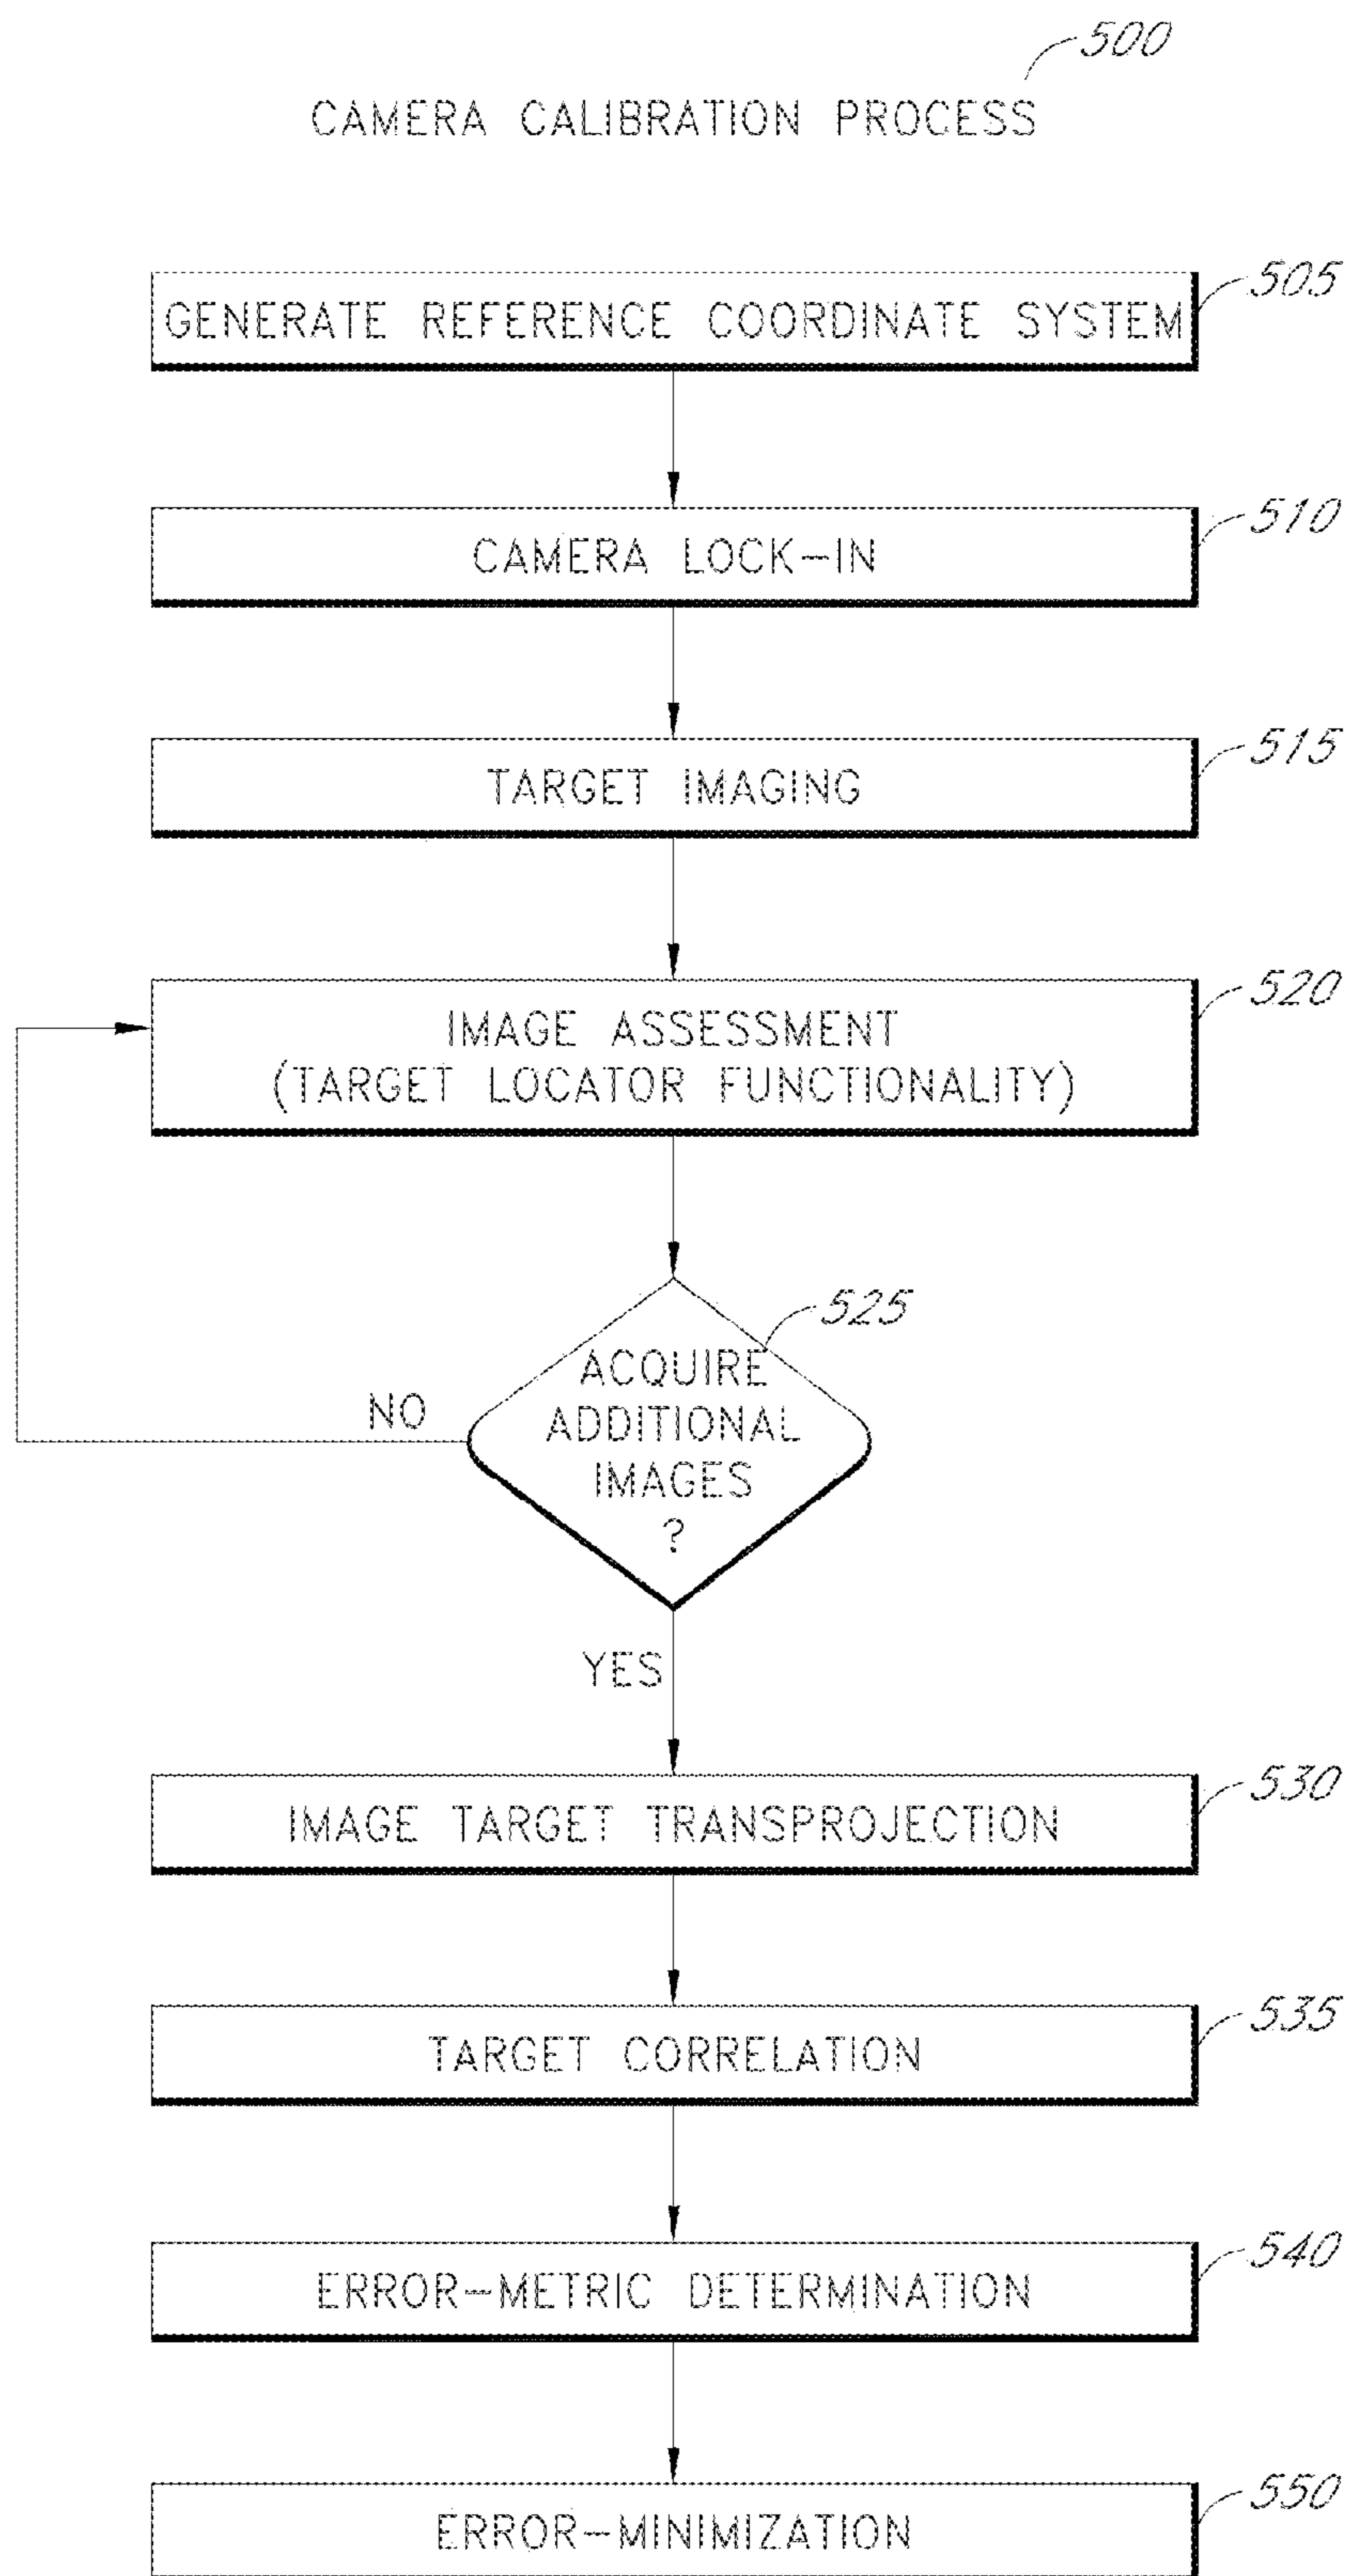 500
CAMERA CALIBRATION PROCESS
505
GENERATE REFERENCE COORDINATE SYSTEM
510
CAMERA LOCK-IN
515
TARGET IMAGING
520
IMAGE ASSESSMENT
(TARGET LOCATOR FUNCTIONALITY)
525
ACQUIRE
ADDITIONAL
IMAGES
?
NO
YES
530
IMAGE TARGET TRANSPROJECTION
535
TARGET CORRELATION
540
ERROR-METRIC DETERMINATION
550
ERROR-MINIMIZATION